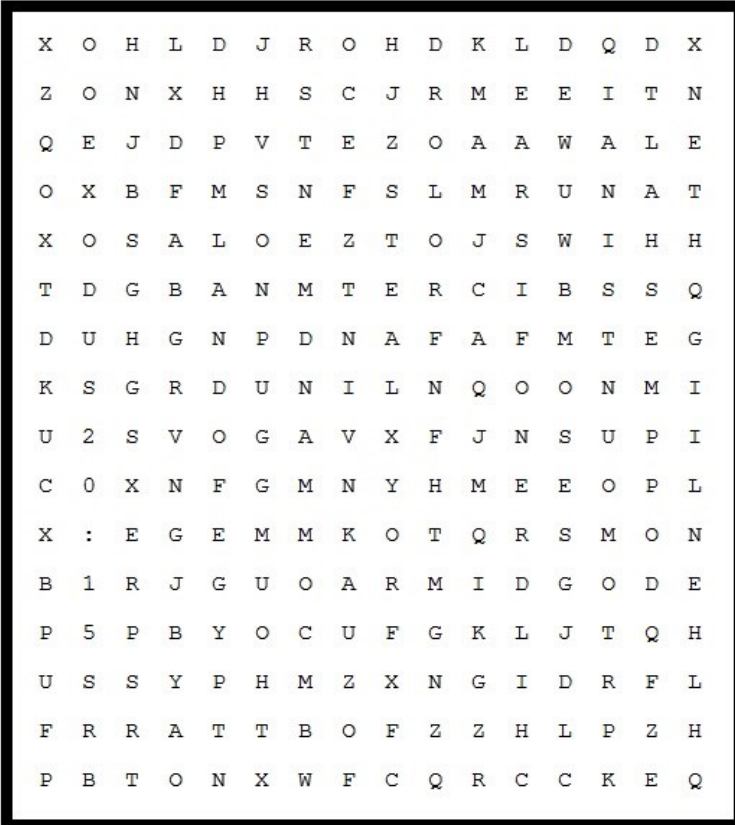 X O H L D J R O H D K L D Q D X
Z O N X H H S C J R M E E I T N
Q E J D P V T E Z O A A W A L E
O X B F M S N F S L M R U N A T
X O S A L O E Z T O J S W I H H
T D G B A N M T E R C I B S S Q
D U H G N P D N A F A F M T E G
K S G R D U N I L N Q O O N M I
U 2 S V O G A V X F J N S U P I
C 0 X N F G M N Y H M E E O P L
X : E G E M M K O T Q R S M O N
B 1 R J G U O A R M I D G O D E
P 5 P B Y O C U F G K L J T Q H
U S S Y P H M Z X N G I D R F L
F R R A T T B O F Z Z H L P Z H
P B T O N X W F C Q R C C K E Q